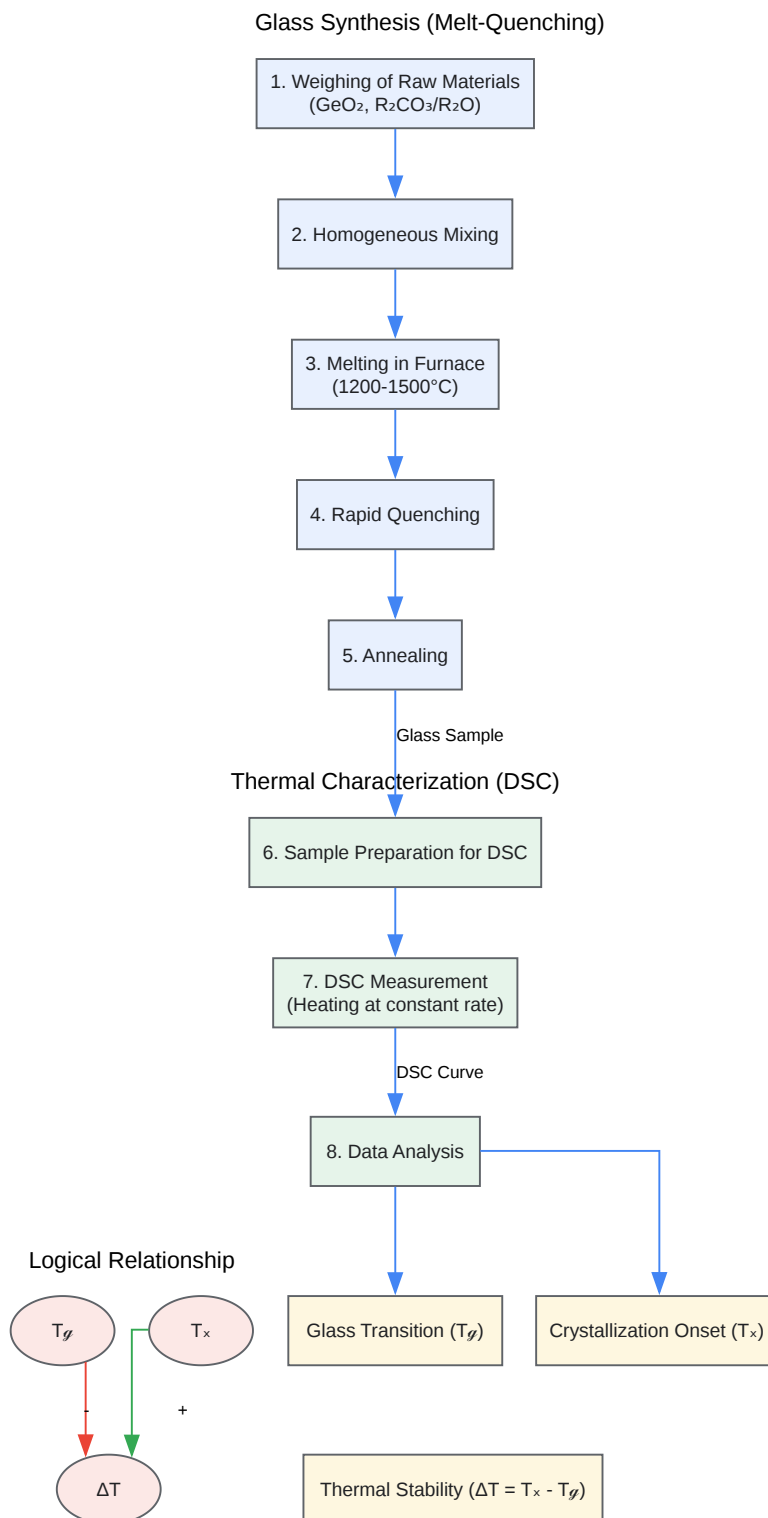 Glass Synthesis (Melt-Quenching)
1. Weighing of Raw Materials
(GeO₂, R₂CO₃/R₂O)
2. Homogeneous Mixing
3. Melting in Furnace
(1200-1500°C)
4. Rapid Quenching
5. Annealing
Glass Sample
Thermal Characterization (DSC)
6. Sample Preparation for DSC
7. DSC Measurement
(Heating at constant rate)
DSC Curve
8. Data Analysis
Logical Relationship
Tℊ
Tₓ
Glass Transition (Tℊ)
Crystallization Onset (Tₓ)
-
+
ΔT
Thermal Stability (ΔT = Tₓ - Tℊ)